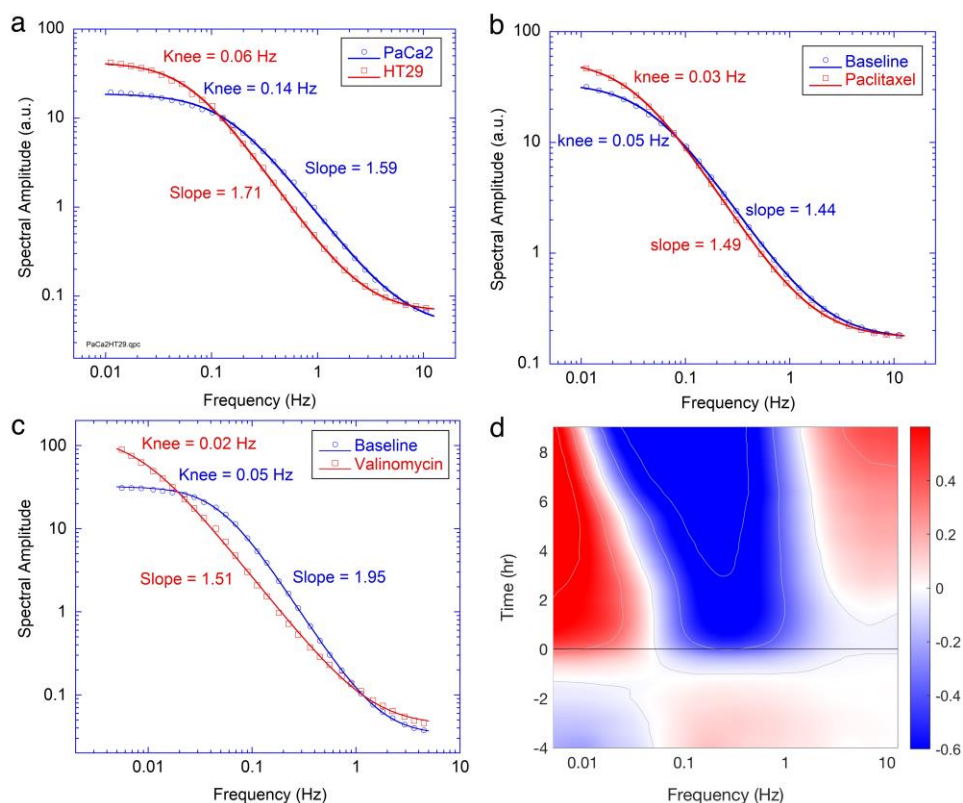 a
Spectral Amplitude (a.u.)
100
10
1
0.1
Knee = 0.06 Hz
Knee = 0.14 Hz
PaCa2
HT29
Slope = 1.59
Slope = 1.71
PaCa2HT29.qpc
0.01 0.1 1 10
Frequency (Hz)
b
Spectral Amplitude (a.u.)
100
10
1
0.1
knee = 0.03 Hz
knee = 0.05 Hz
Baseline
Paclitaxel
slope = 1.44
slope = 1.49
0.01 0.1 1 10
Frequency (Hz)
c
Spectral Amplitude
100
10
1
0.1
Knee = 0.02 Hz
Knee = 0.05 Hz
Baseline
Valinomycin
Slope = 1.51
Slope = 1.95
0.01 0.1 1 10
Frequency (Hz)
d
Time (hr)
8
6
4
2
0
-2
-4
0.01 0.1 1 10
Frequency (Hz)
0.4
0.2
0
-0.2
-0.4
-0.6